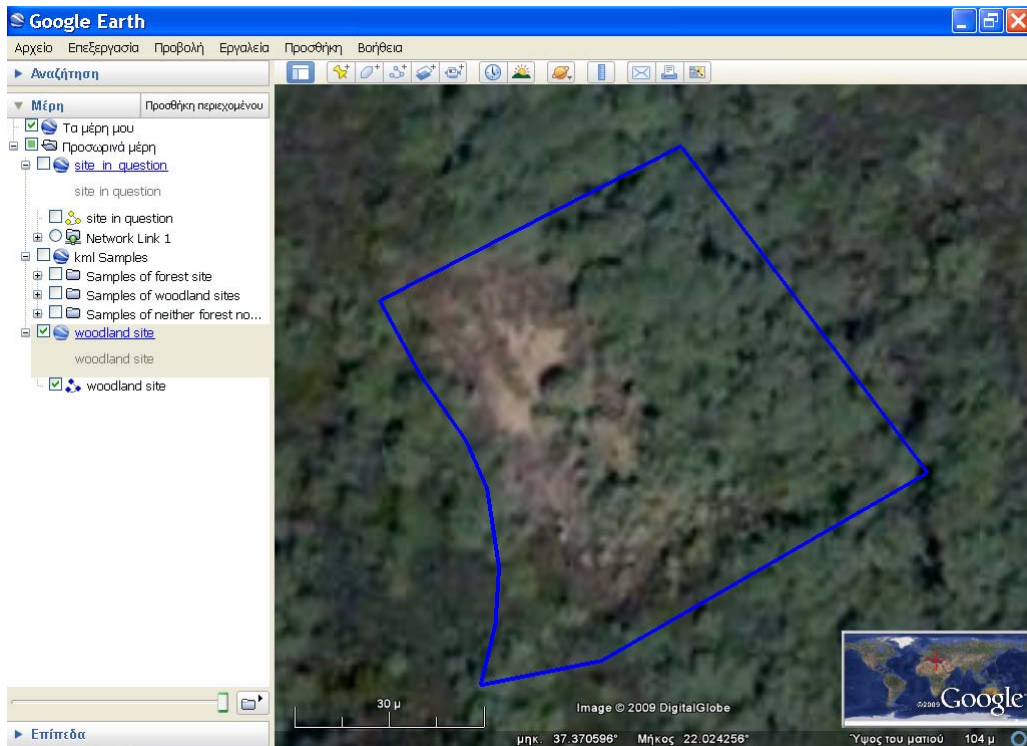 Google Earth
Αρχείο Επεξεργασία Προβολή Εργαλεία Προσθήκη Βοήθεια
Αναζήτηση
Μέρη Προσθήκη περιεχομένου
Τα μέρη μου
Προσωρινά μέρη
site in question
site in question
site in question
Network Link 1
kml Samples
Samples of forest site
Samples of woodland sites
Samples of neither forest no...
woodland site
woodland site
woodland site
Επίπεδα
30 μ
Image © 2009 DigitalGlobe
©2009 Google
μηκ. 37.370596° Μήκος 22.024256° Ύψος του ματιού 104 μ